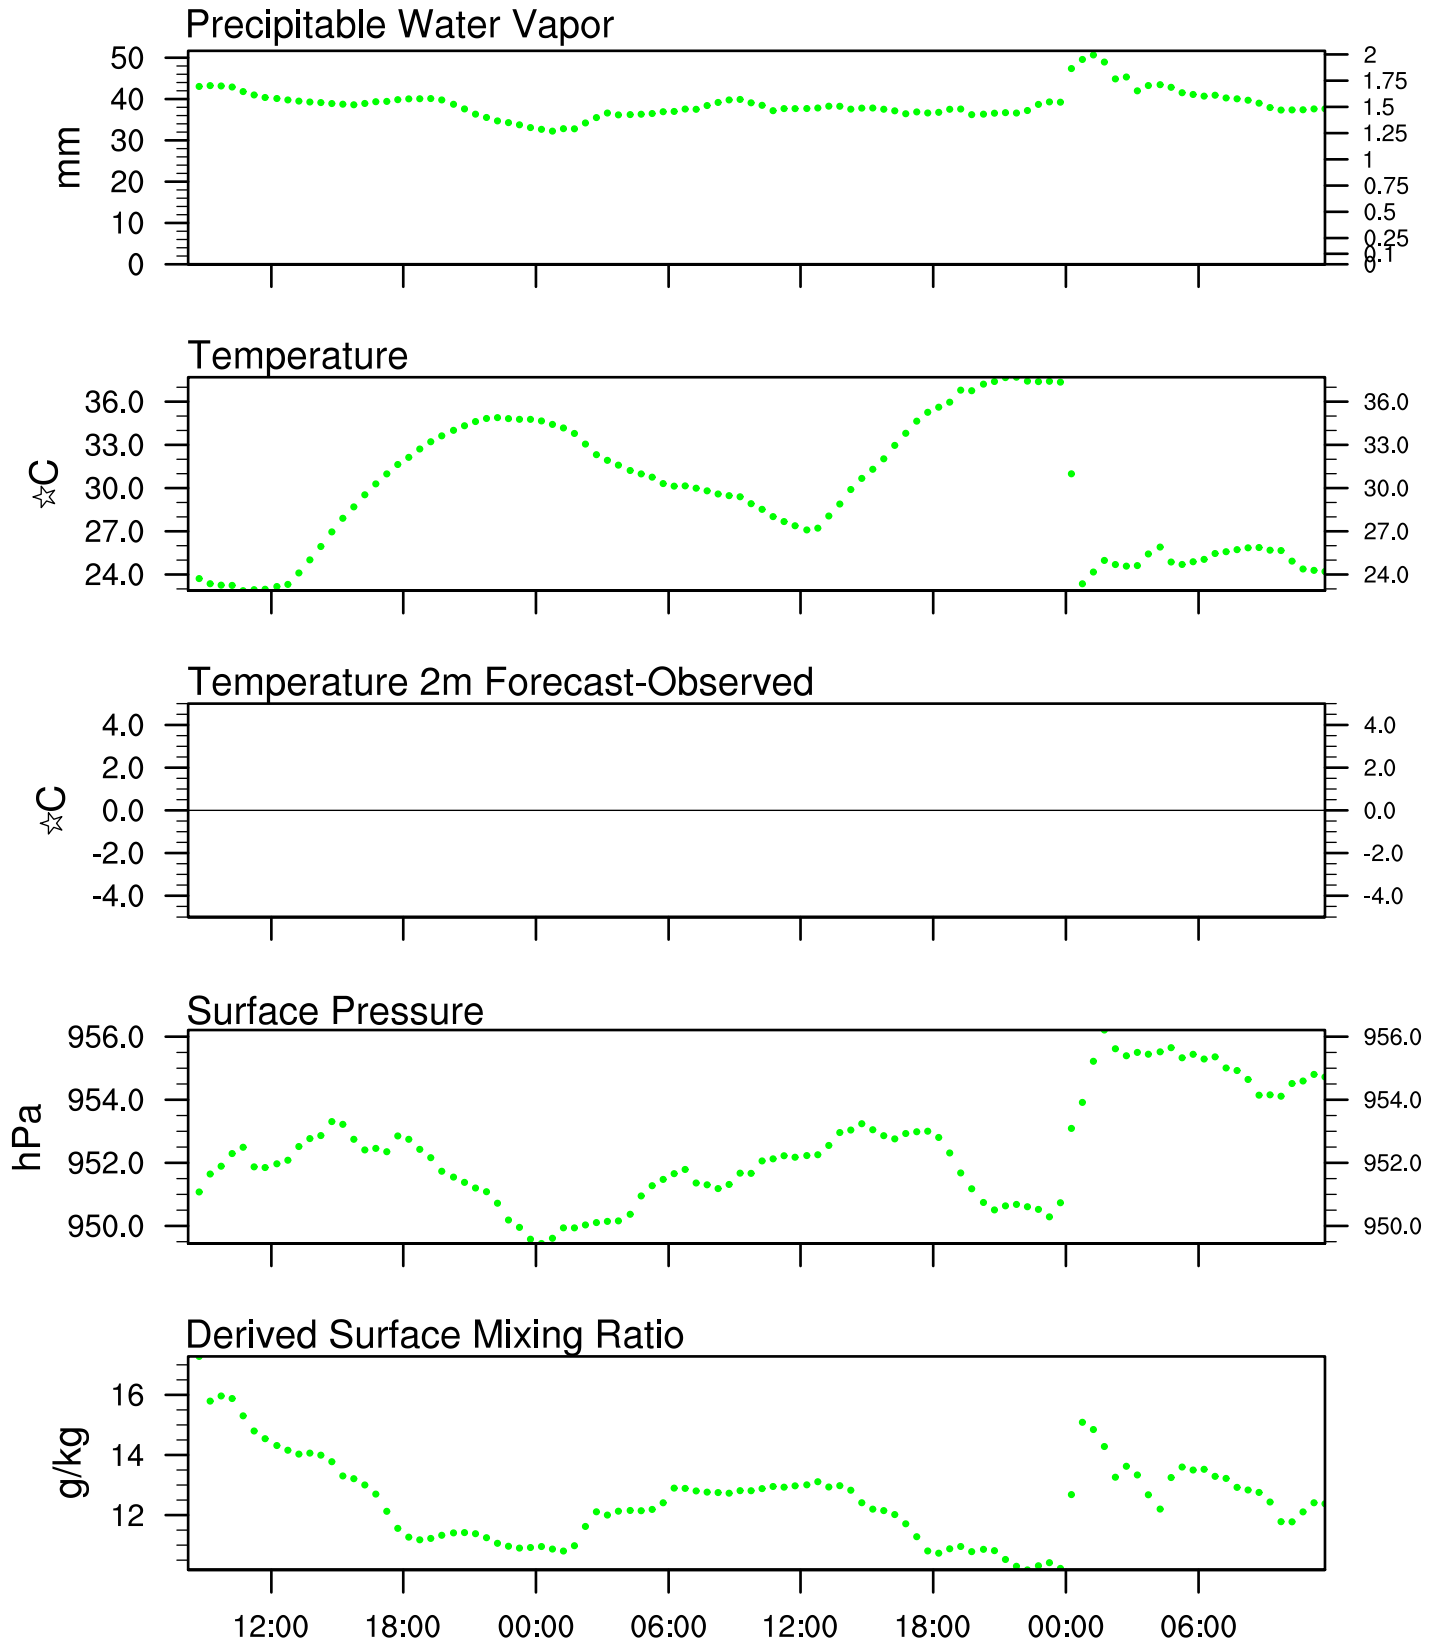 Precipitable Water Vapor
50 2
40 1.75
30 1.5
20 1.25
10 1
0 0.75
0.5
0.25
0.1
0
mm
Temperature
36.0 36.0
33.0 33.0
30.0 30.0
27.0 27.0
24.0 24.0
☆C
Temperature 2m Forecast-Observed
4.0 4.0
2.0 2.0
0.0 0.0
-2.0 -2.0
-4.0 -4.0
☆C
Surface Pressure
956.0 956.0
954.0 954.0
952.0 952.0
950.0 950.0
hPa
Derived Surface Mixing Ratio
16
14
12
g/kg
12:00 18:00 00:00 06:00 12:00 18:00 00:00 06:00